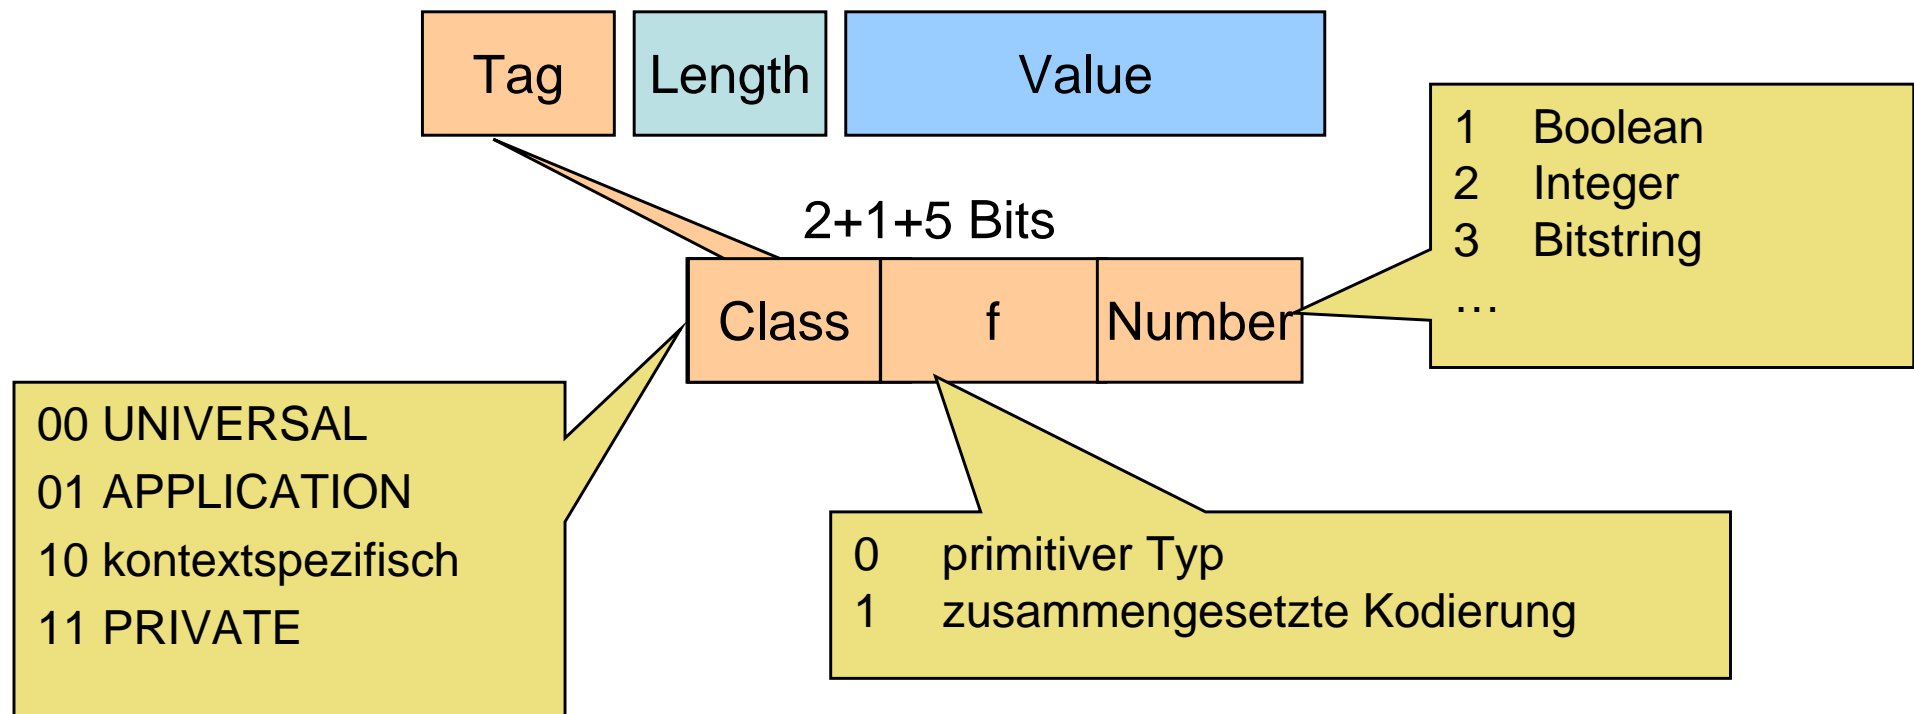 Tag Length Value
2+1+5 Bits
Class f Number
1 Boolean
2 Integer
3 Bitstring
…
00 UNIVERSAL
01 APPLICATION
10 kontextspezifisch
11 PRIVATE
0 primitiver Typ
1 zusammengesetzte Kodierung